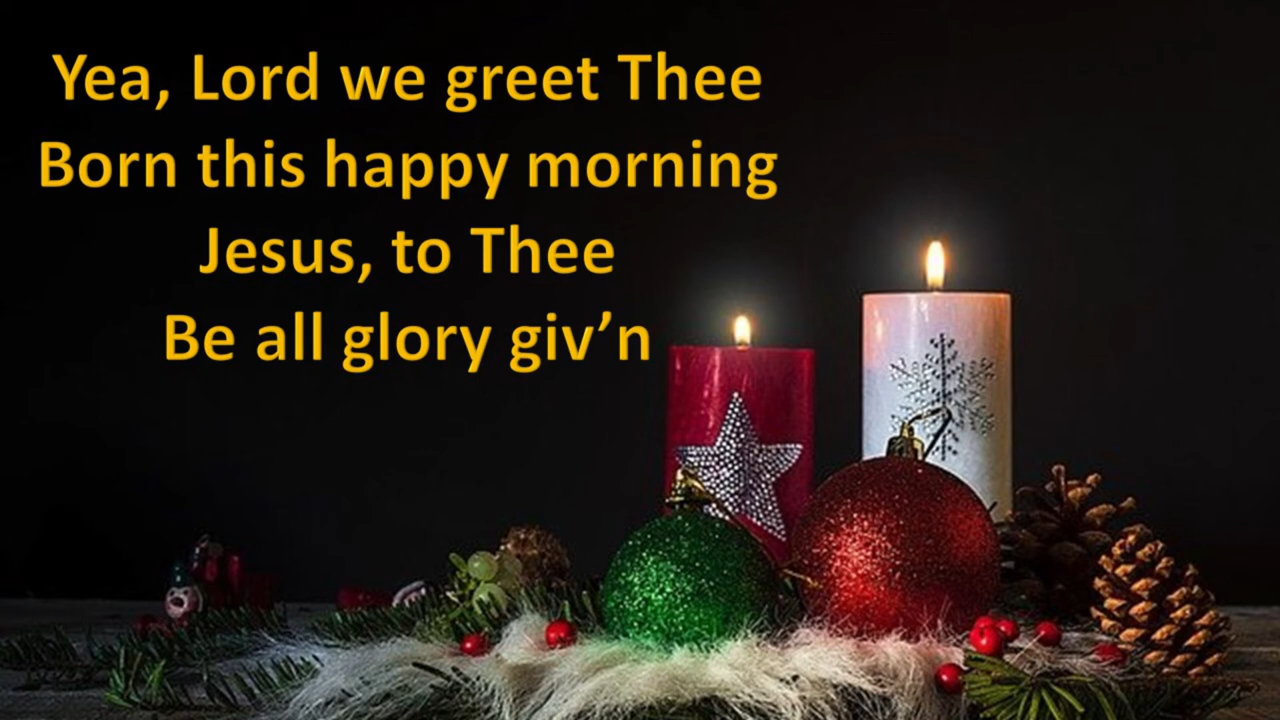 Yea, Lord we greet Thee
Born this happy morning
Jesus, to Thee
Be all glory giv’n